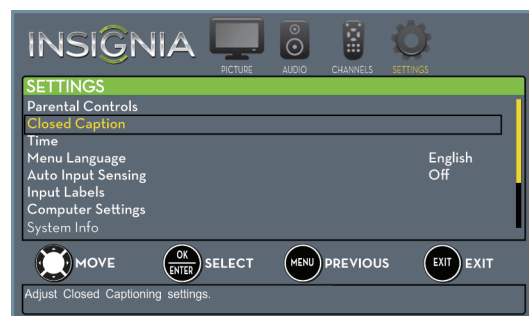 INSIGNIA
PICTURE AUDIO CHANNELS SETTINGS
SETTINGS
Parental Controls
Closed Caption
Time
Menu Language English
Auto Input Sensing Off
Input Labels
Computer Settings
System Info
MOVE OK ENTER SELECT MENU PREVIOUS EXIT EXIT
Adjust Closed Captioning settings.